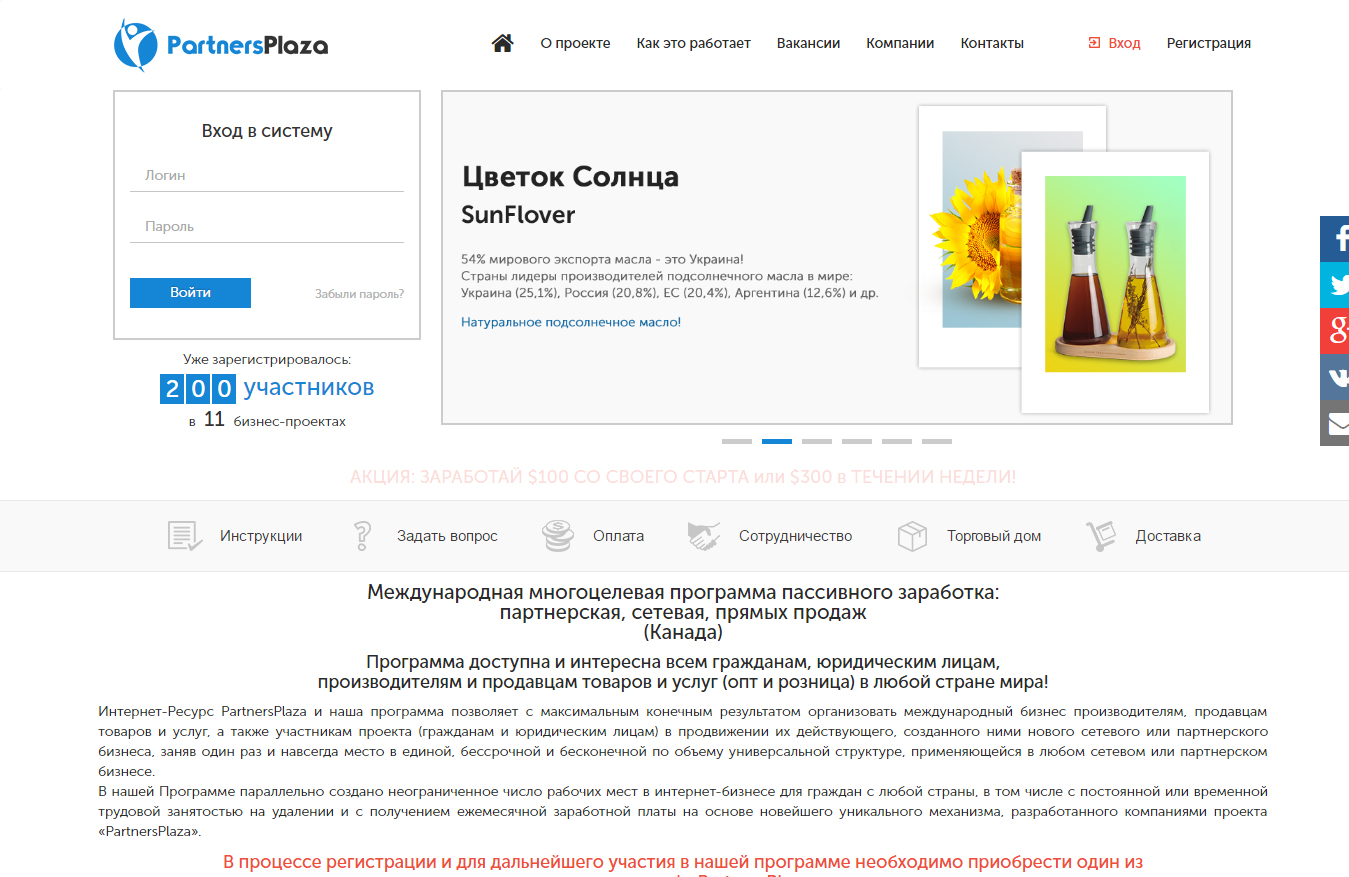 PartnersPlaza
О проекте
Как это работает
Вакансии
Компании
Контакты
Вход
Регистрация
Вход в систему
Логин
Пароль
Войти
Забыли пароль?
Уже зарегистрировалось:
200 участников
в 11 бизнес-проектах
Цветок Солнца
SunFlover
54% мирового экспорта масла - это Украина!
Страны лидеры производителей подсолнечного масла в мире:
Украина (25,1%), Россия (20,8%), ЕС (20,4%), Аргентина (12,6%) и др.
Натуральное подсолнечное масло!
АКЦИЯ: ЗАРАБОТАЙ $100 СО СВОЕГО СТАРТА или $300 в ТЕЧЕНИИ НЕДЕЛИ!
Инструкции
Задать вопрос
Оплата
Сотрудничество
Торговый дом
Доставка
Международная многоцелевая программа пассивного заработка:
партнерская, сетевая, прямых продаж
(Канада)
Программа доступна и интересна всем гражданам, юридическим лицам,
производителям и продавцам товаров и услуг (опт и розница) в любой стране мира!
Интернет-Ресурс PartnersPlaza и наша программа позволяет с максимальным конечным результатом организовать международный бизнес производителям, продавцам
товаров и услуг, а также участникам проекта (гражданам и юридическим лицам) в продвижении их действующего, созданного ними нового сетевого или партнерского
бизнеса, заняв один раз и навсегда место в единой, бессрочной и бесконечной по объему универсальной структуре, применяющейся в любом сетевом или партнерском
бизнесе.
В нашей Программе параллельно создано неограниченное число рабочих мест в интернет-бизнесе для граждан с любой страны, в том числе с постоянной или временной
трудовой занятостью на удалении и с получением ежемесячной заработной платы на основе новейшего уникального механизма, разработанного компаниями проекта
«PartnersPlaza».
В процессе регистрации и для дальнейшего участия в нашей программе необходимо приобрести один из